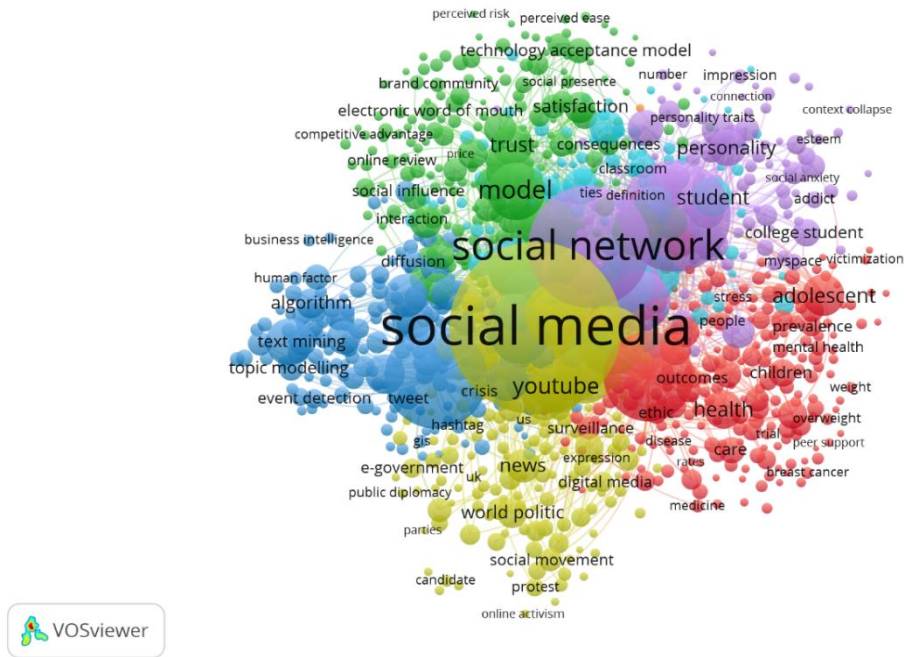 perceived risk
perceived ease
technology acceptance model
brand community
social presence
number
impression
connection
electronic word of mouth
satisfaction
context collapse
personality traits
competitive advantage
trust
consequences
personality
esteem
online review
price
classroom
social anxiety
social influence
model
ties
definition
student
addict
interaction
college student
business intelligence
social network
diffusion
myspace
victimization
human factor
algorithm
stress
adolescent
social media
people
prevalence
text mining
mental health
topic modelling
outcomes
children
youtube
crisis
weight
event detection
tweet
ethic
health
hashtag
us
surveillance
overweight
gis
disease
trial
peer support
care
e-government
news
expression
rates
breast cancer
uk
digital media
public diplomacy
medicine
world politic
parties
social movement
candidate
protest
online activism
VOSviewer